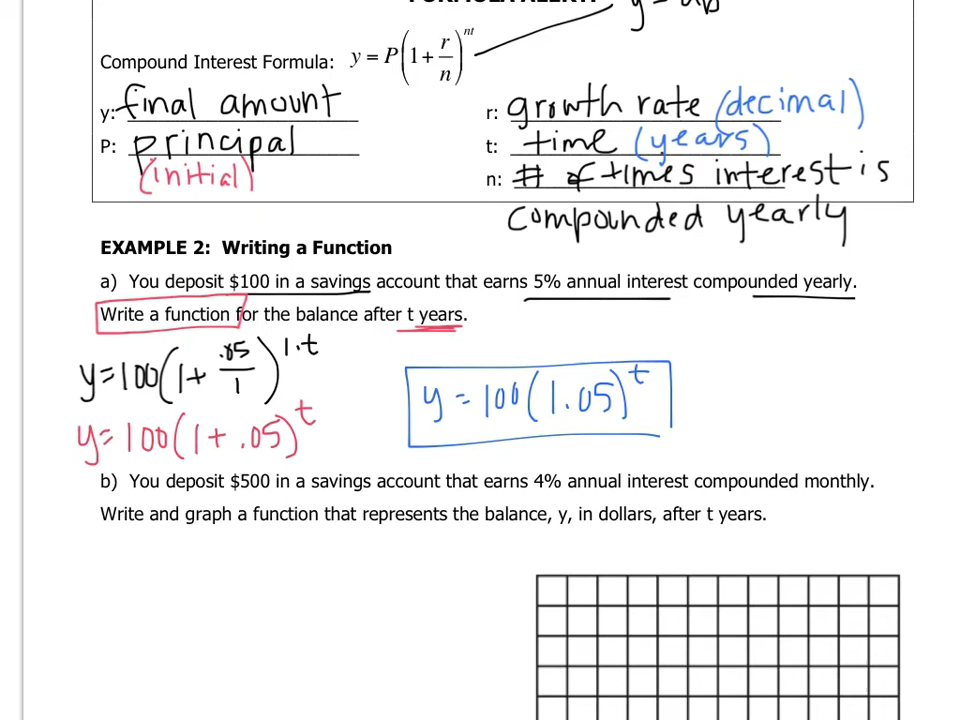 y = ab
Compound Interest Formula: y = P(1 + r/n)^nt
y: final amount
r: growth rate (decimal)
P: principal
t: time (years)
(initial)
n: # of times interest is
compounded yearly
EXAMPLE 2: Writing a Function
a) You deposit $100 in a savings account that earns 5% annual interest compounded yearly.
Write a function for the balance after t years.
y=100(1+ .05/1)^1·t
y = 100(1.05)^t
y=100(1+ .05)^t
b) You deposit $500 in a savings account that earns 4% annual interest compounded monthly.
Write and graph a function that represents the balance, y, in dollars, after t years.